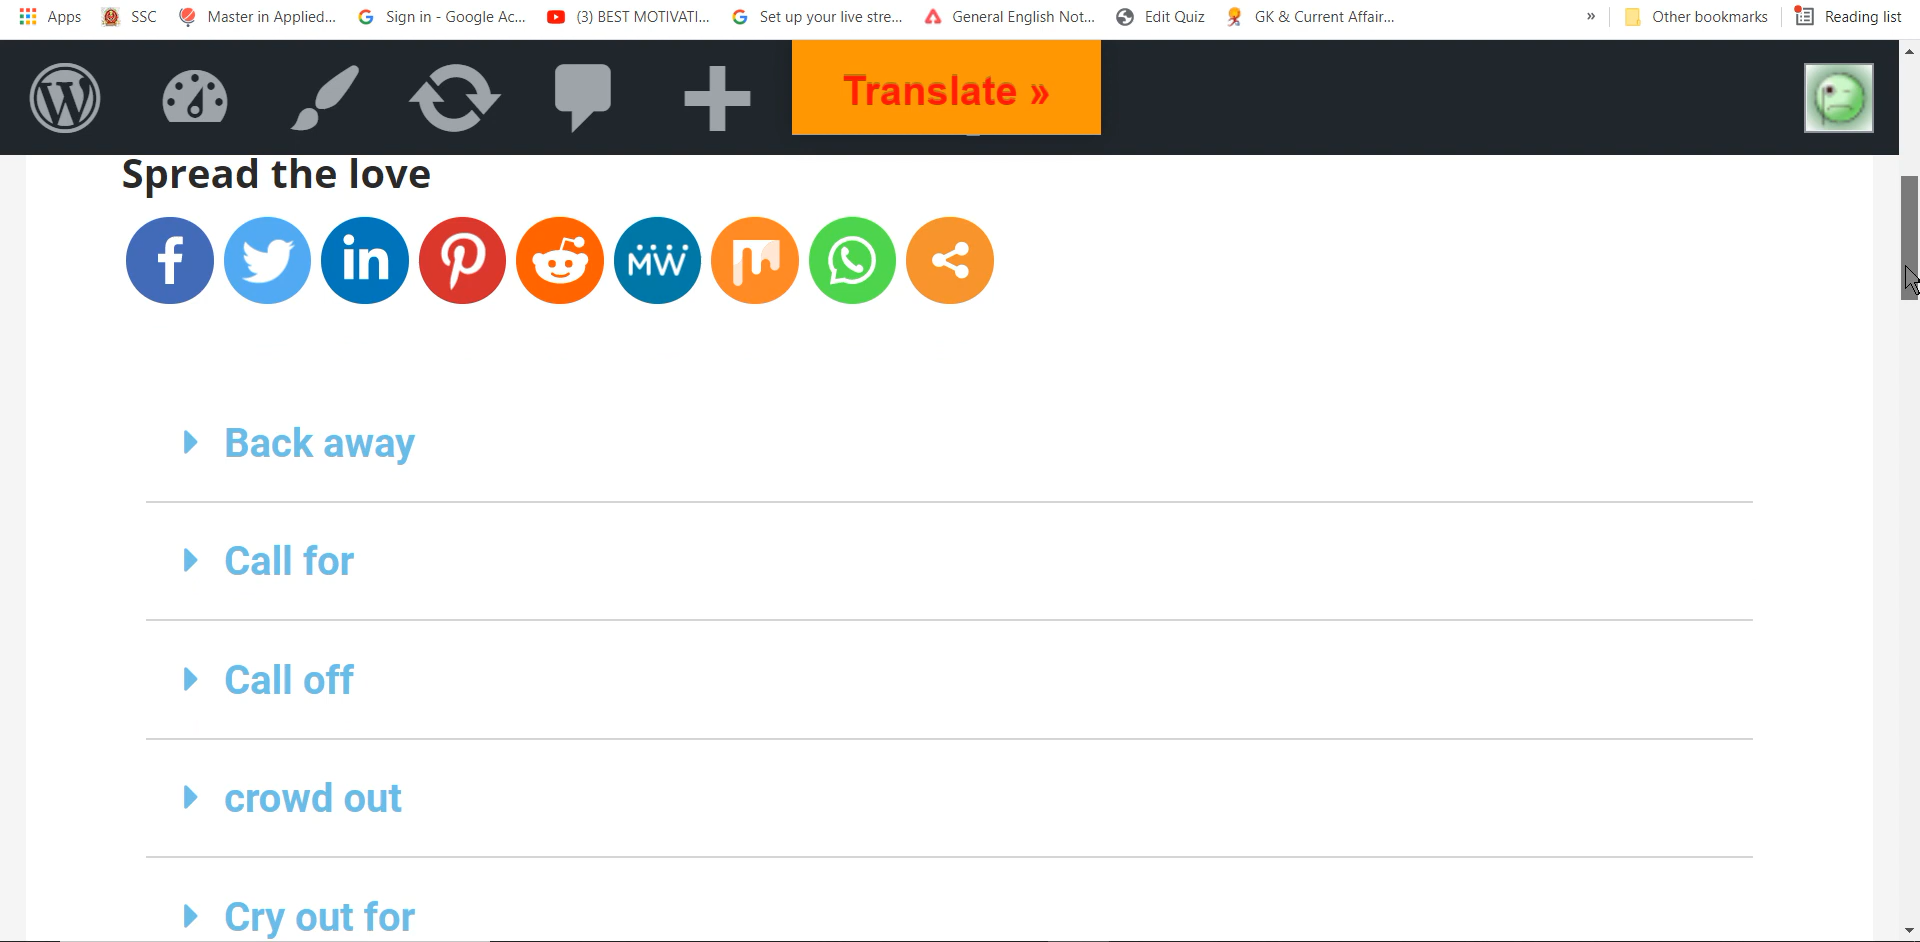 Apps SSC Master in Applied... Sign in - Google Ac... (3) BEST MOTIVATI... Set up your live stre... General English Not... Edit Quiz GK & Current Affair... » Other bookmarks Reading list
Translate »
Spread the love
Back away
Call for
Call off
crowd out
Cry out for